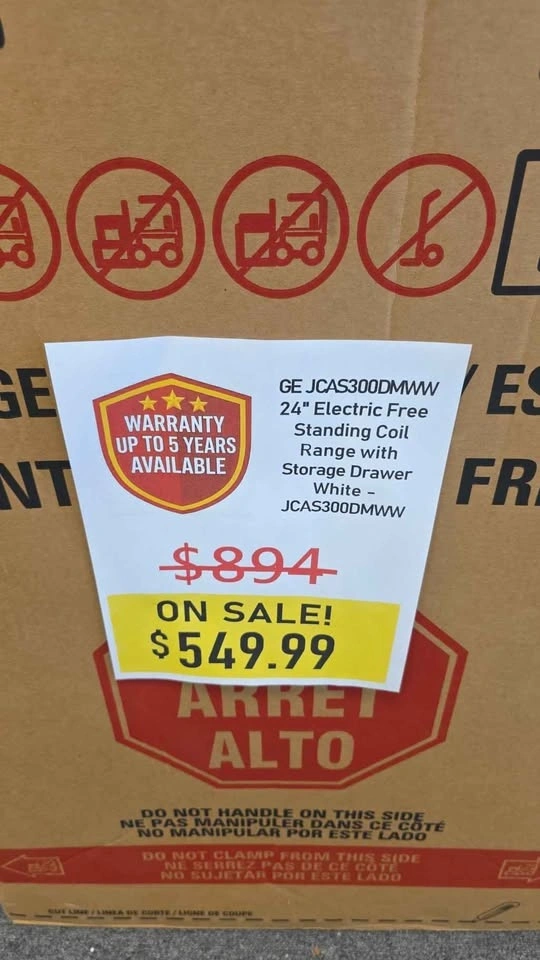 GE
NT
ES
FR
WARRANTY
UP TO 5 YEARS
AVAILABLE
GE JCAS300DMWW
24" Electric Free
Standing Coil
Range with
Storage Drawer
White -
JCAS300DMWW
$894
ON SALE!
$549.99
ARRET
ALTO
DO NOT HANDLE ON THIS SIDE
NE PAS MANIPULER DANS CE CÔTÉ
NO MANIPULAR POR ESTE LADO
DO NOT CLAMP FROM THIS SIDE
NE SERREZ PAS DE CE CÔTÉ
NO SUJETAR POR ESTE LADO
CUT LINE / LINEA DE CORTE / LIGNE DE COUPE